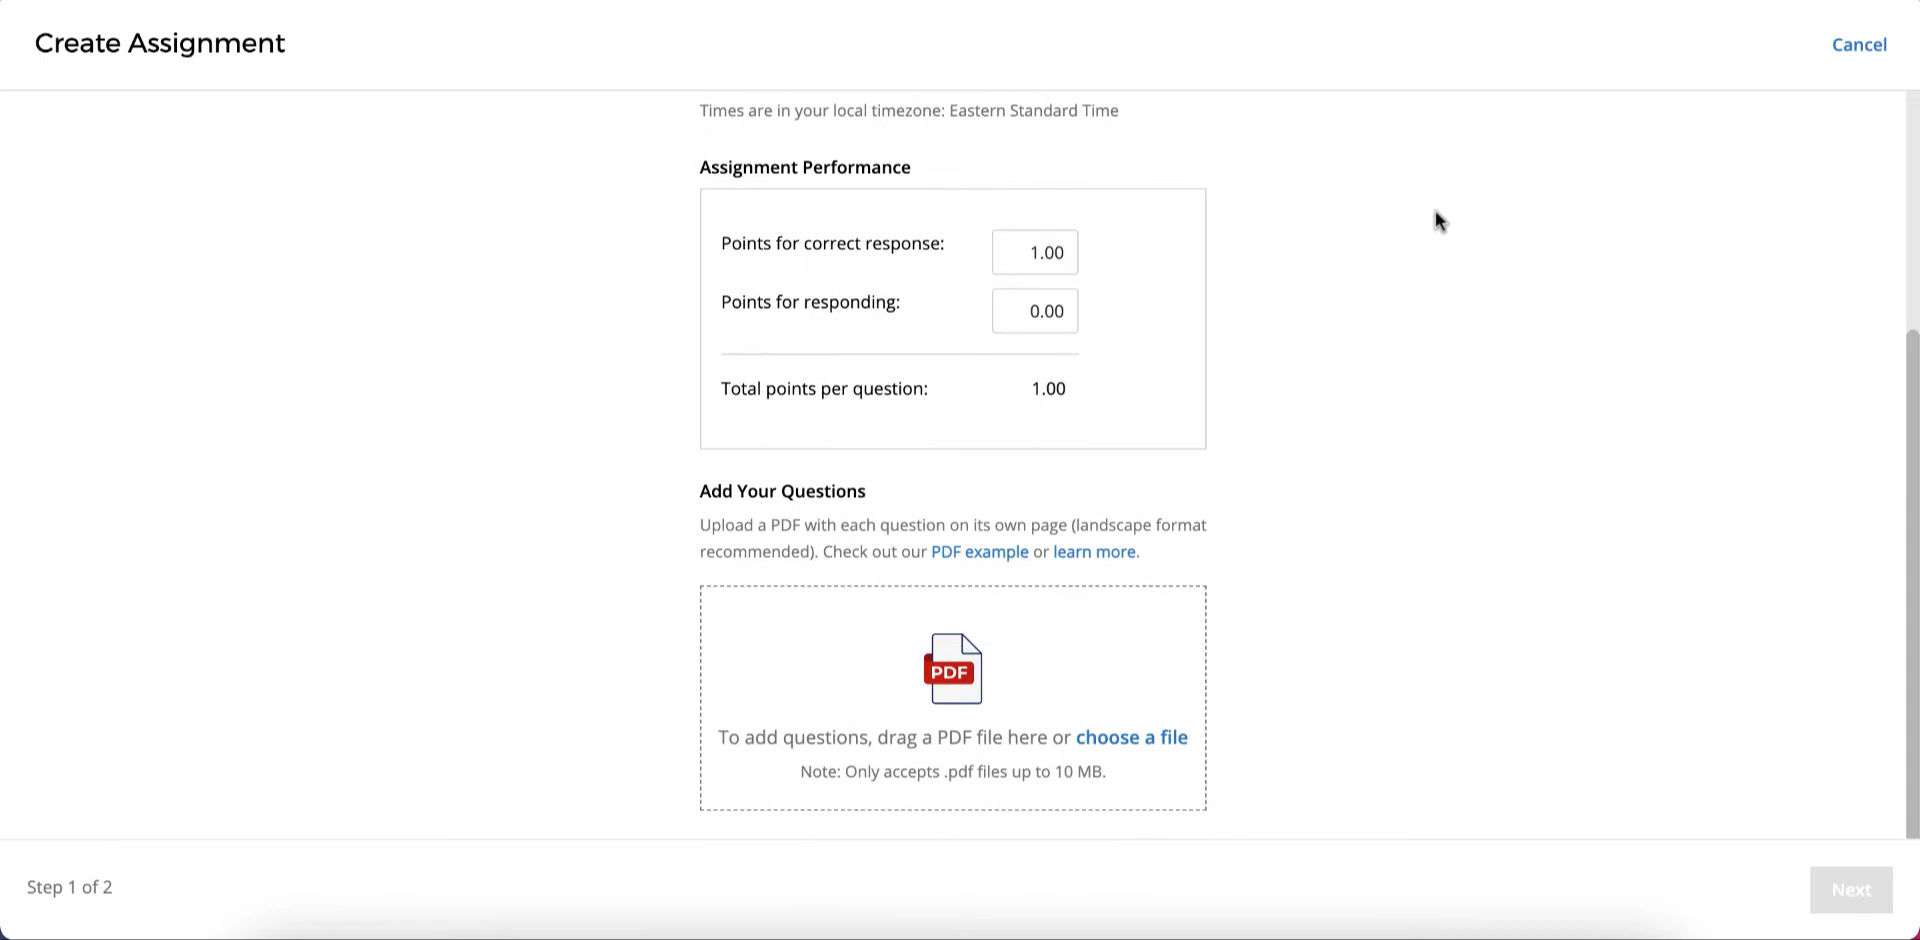 Create Assignment
Cancel
Times are in your local timezone: Eastern Standard Time
Assignment Performance
Points for correct response:
1.00
Points for responding:
0.00
Total points per question:
1.00
Add Your Questions
Upload a PDF with each question on its own page (landscape format
recommended). Check out our PDF example or learn more.
PDF
To add questions, drag a PDF file here or choose a file
Note: Only accepts .pdf files up to 10 MB.
Step 1 of 2
Next